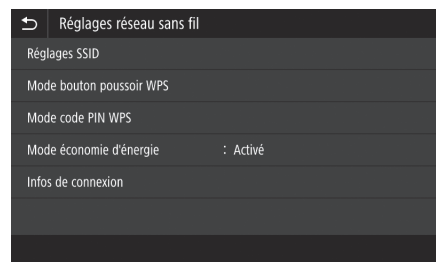 Réglages réseau sans fil
Réglages SSID
Mode bouton poussoir WPS
Mode code PIN WPS
Mode économie d'énergie : Activé
Infos de connexion